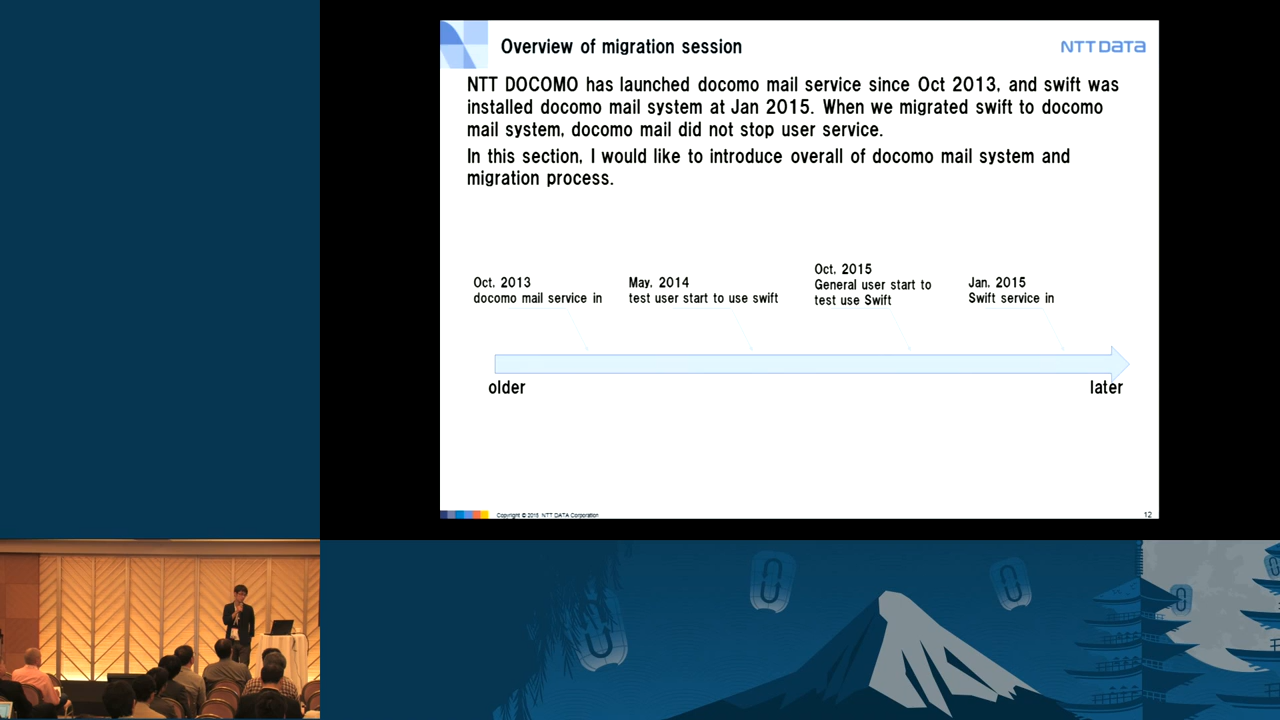 Overview of migration session
NTT DATA
NTT DOCOMO has launched docomo mail service since Oct 2013, and swift was
installed docomo mail system at Jan 2015. When we migrated swift to docomo
mail system, docomo mail did not stop user service.
In this section, I would like to introduce overall of docomo mail system and
migration process.
Oct. 2013
docomo mail service in
May. 2014
test user start to use swift
Oct. 2015
General user start to
test use Swift
Jan. 2015
Swift service in
older
later
Copyright © 2015 NTT DATA Corporation
12